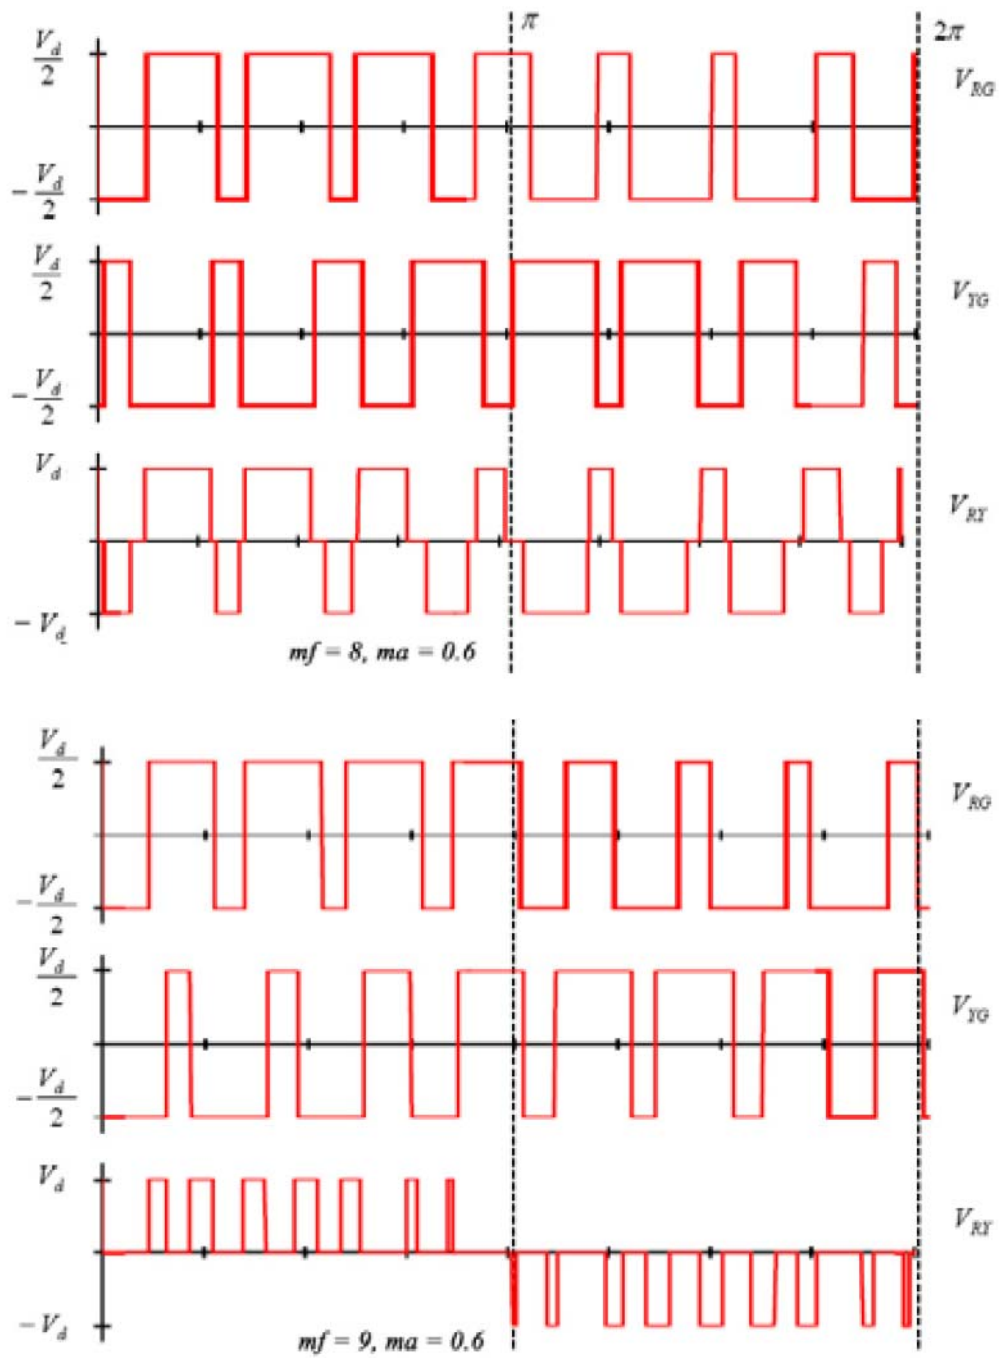 π
2π
V_d/2
V_RG
-V_d/2
V_d/2
V_YG
-V_d/2
V_d
V_RY
-V_d
mf = 8, ma = 0.6
V_d/2
V_RG
-V_d/2
V_d/2
V_YG
-V_d/2
V_d
V_RY
-V_d
mf = 9, ma = 0.6